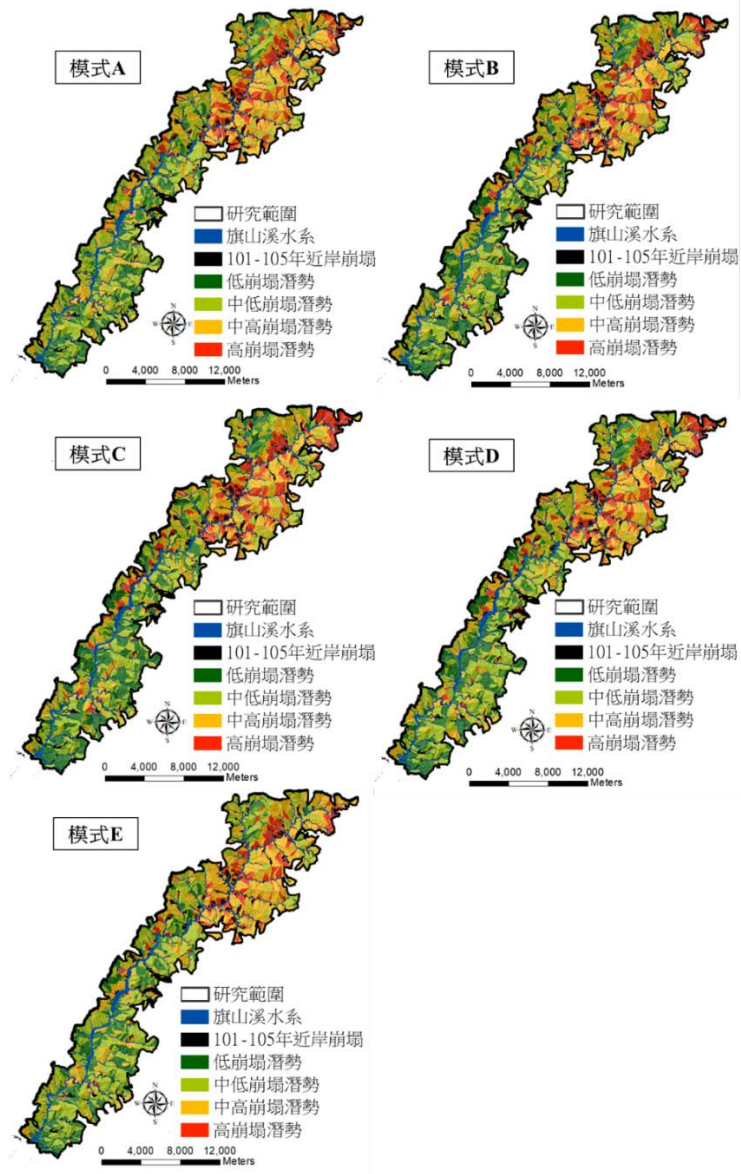 模式A
研究範圍
旗山溪水系
101-105年近岸崩塌
低崩塌潛勢
中低崩塌潛勢
中高崩塌潛勢
高崩塌潛勢
N
W E
S
0 4,000 8,000 12,000
Meters
模式B
研究範圍
旗山溪水系
101-105年近岸崩塌
低崩塌潛勢
中低崩塌潛勢
中高崩塌潛勢
高崩塌潛勢
N
W E
S
0 4,000 8,000 12,000
Meters
模式C
研究範圍
旗山溪水系
101-105年近岸崩塌
低崩塌潛勢
中低崩塌潛勢
中高崩塌潛勢
高崩塌潛勢
N
W E
S
0 4,000 8,000 12,000
Meters
模式D
研究範圍
旗山溪水系
101-105年近岸崩塌
低崩塌潛勢
中低崩塌潛勢
中高崩塌潛勢
高崩塌潛勢
N
W E
S
0 4,000 8,000 12,000
Meters
模式E
研究範圍
旗山溪水系
101-105年近岸崩塌
低崩塌潛勢
中低崩塌潛勢
中高崩塌潛勢
高崩塌潛勢
N
W E
S
0 4,000 8,000 12,000
Meters